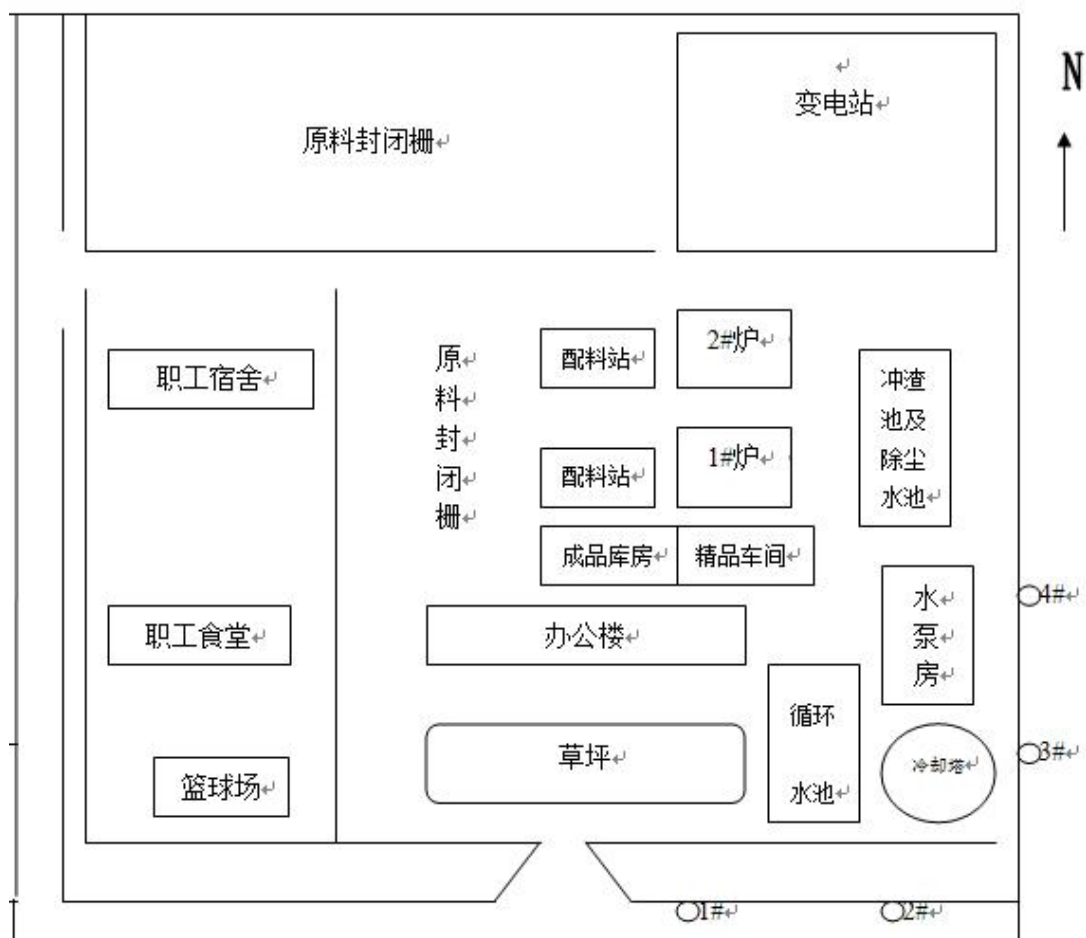 N
变电站
原料封闭栅
2#炉
原
料
封
闭
栅
配料站
职工宿舍
冲渣
池及
除尘
水池
1#炉
配料站
成品库房
精品车间
4#
水
泵
房
职工食堂
办公楼
循环
水池
3#
草坪
冷却塔
篮球场
1#
2#